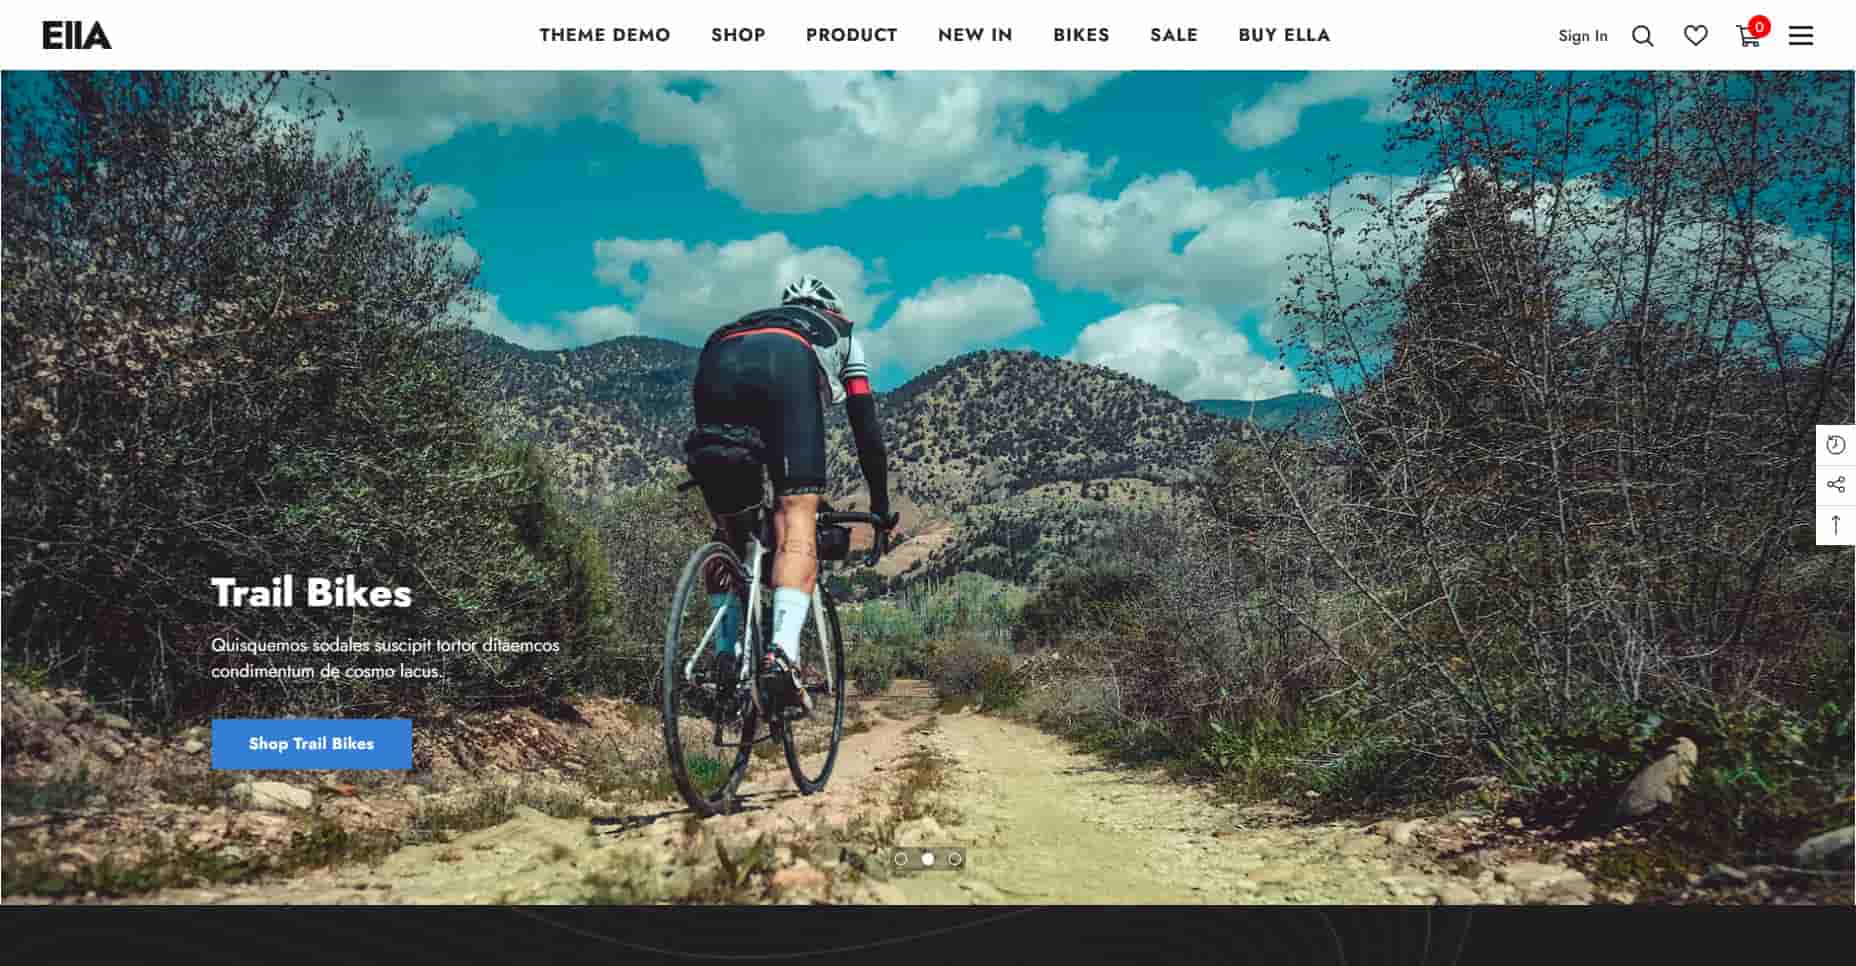 EllA
THEME DEMO SHOP PRODUCT NEW IN BIKES SALE BUY ELLA
Sign In
0
Trail Bikes
Quisquemos sodales suscipit tortor ditaemcos
condimentum de cosmo lacus..
Shop Trail Bikes